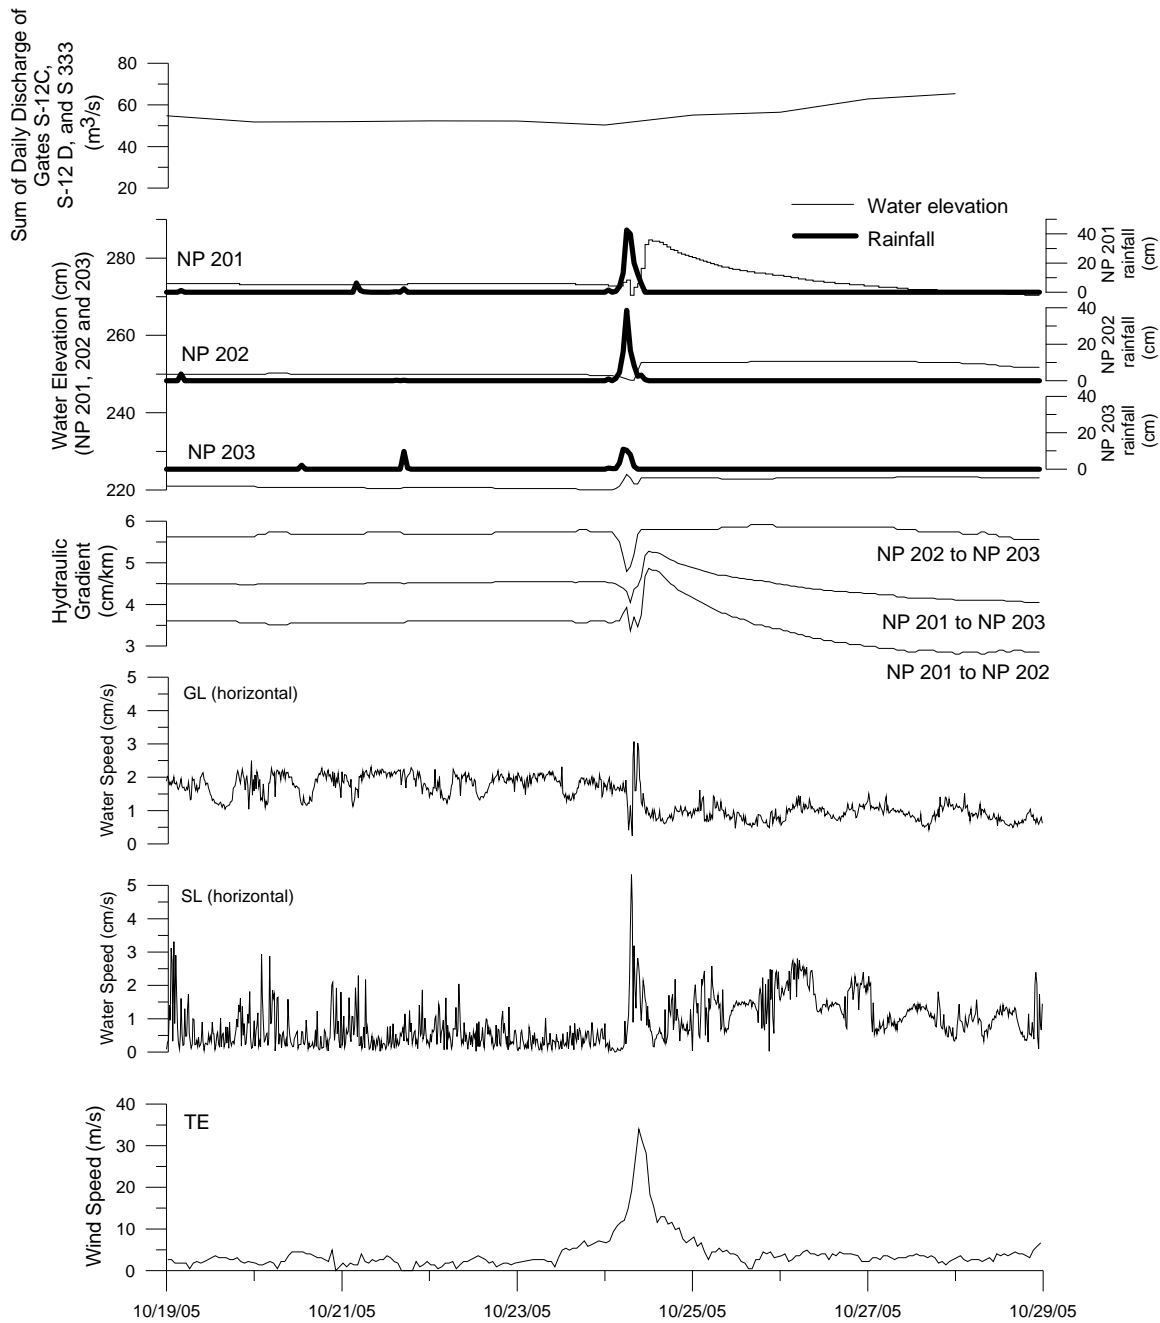 Sum of Daily Discharge of
Gates S-12C,
S-12 D, and S 333
(m³/s)
80
60
40
20
Water elevation
Rainfall
Water Elevation (cm)
(NP 201, 202 and 203)
280
260
240
220
NP 201
NP 202
NP 203
40
20
0
NP 201
rainfall
(cm)
40
20
0
NP 202
rainfall
(cm)
40
20
0
NP 203
rainfall
(cm)
Hydraulic
Gradient
(cm/km)
6
5
4
3
NP 202 to NP 203
NP 201 to NP 203
NP 201 to NP 202
Water Speed (cm/s)
5
4
3
2
1
0
GL (horizontal)
Water Speed (cm/s)
5
4
3
2
1
0
SL (horizontal)
Wind Speed (m/s)
40
30
20
10
0
TE
10/19/05 10/21/05 10/23/05 10/25/05 10/27/05 10/29/05